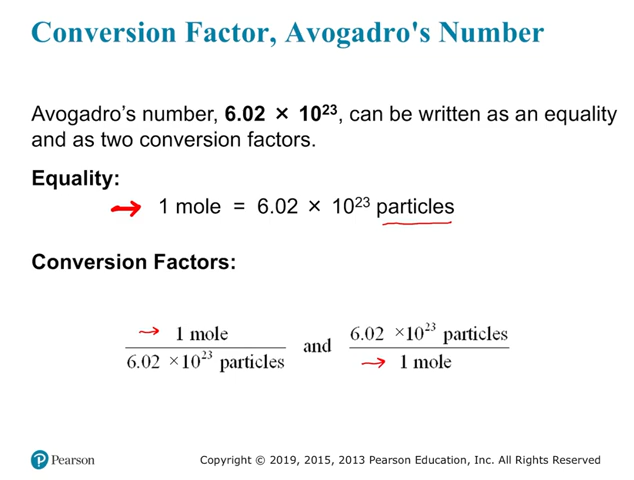 Conversion Factor, Avogadro's Number
Avogadro's number, 6.02 × 10²³, can be written as an equality
and as two conversion factors.
Equality:
→ 1 mole = 6.02 × 10²³ particles
Conversion Factors:
→ 1 mole / 6.02 ×10²³ particles and 6.02 ×10²³ particles / → 1 mole
Pearson
Copyright © 2019, 2015, 2013 Pearson Education, Inc. All Rights Reserved